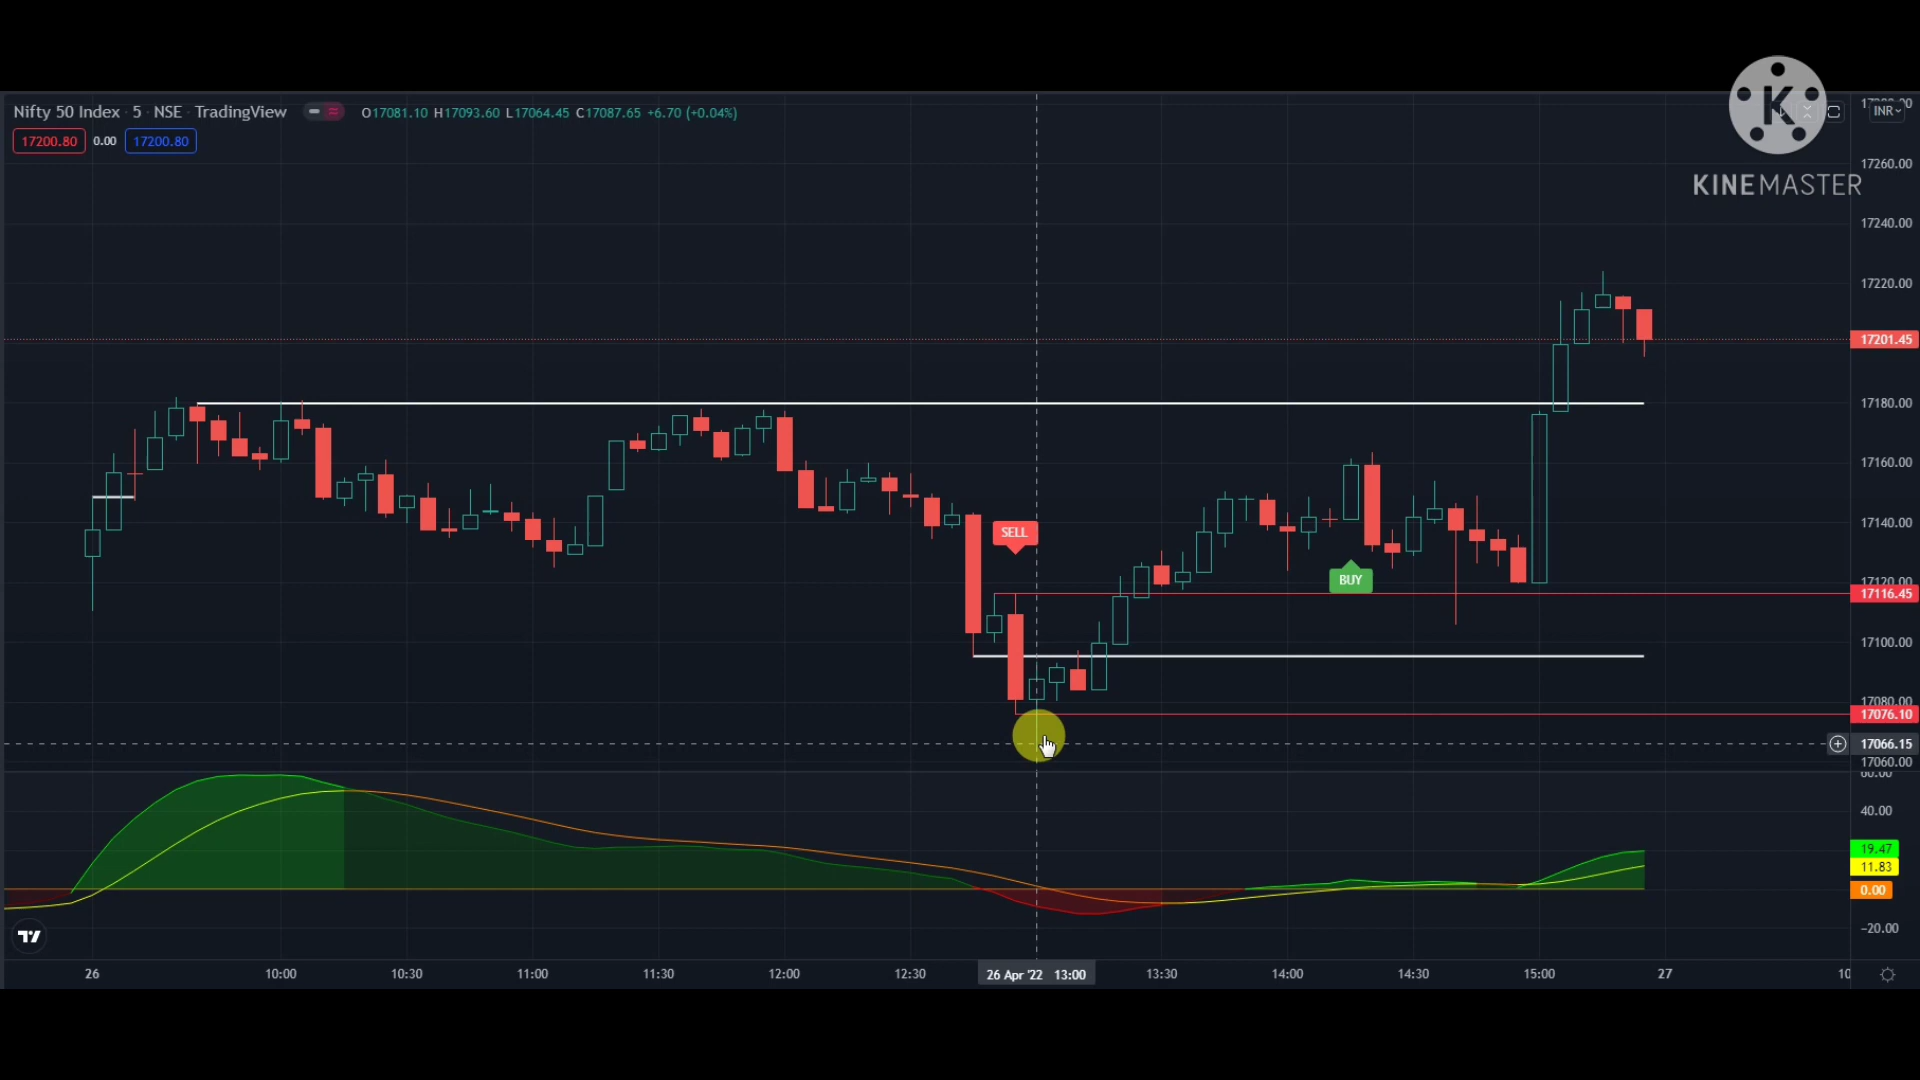 Nifty 50 Index · 5 · NSE · TradingView O17081.10 H17093.60 L17064.45 C17087.65 +6.70 (+0.04%)
INR
17200.80 0.00 17200.80
K
KINEMASTER
17260.00
17240.00
17220.00
17201.45
17180.00
17160.00
17140.00
SELL
BUY
17120.00
17116.45
17100.00
17080.00
17076.10
17066.15
17060.00
60.00
40.00
19.47
11.83
0.00
−20.00
26 10:00 10:30 11:00 11:30 12:00 12:30 26 Apr '22 13:00 13:30 14:00 14:30 15:00 27